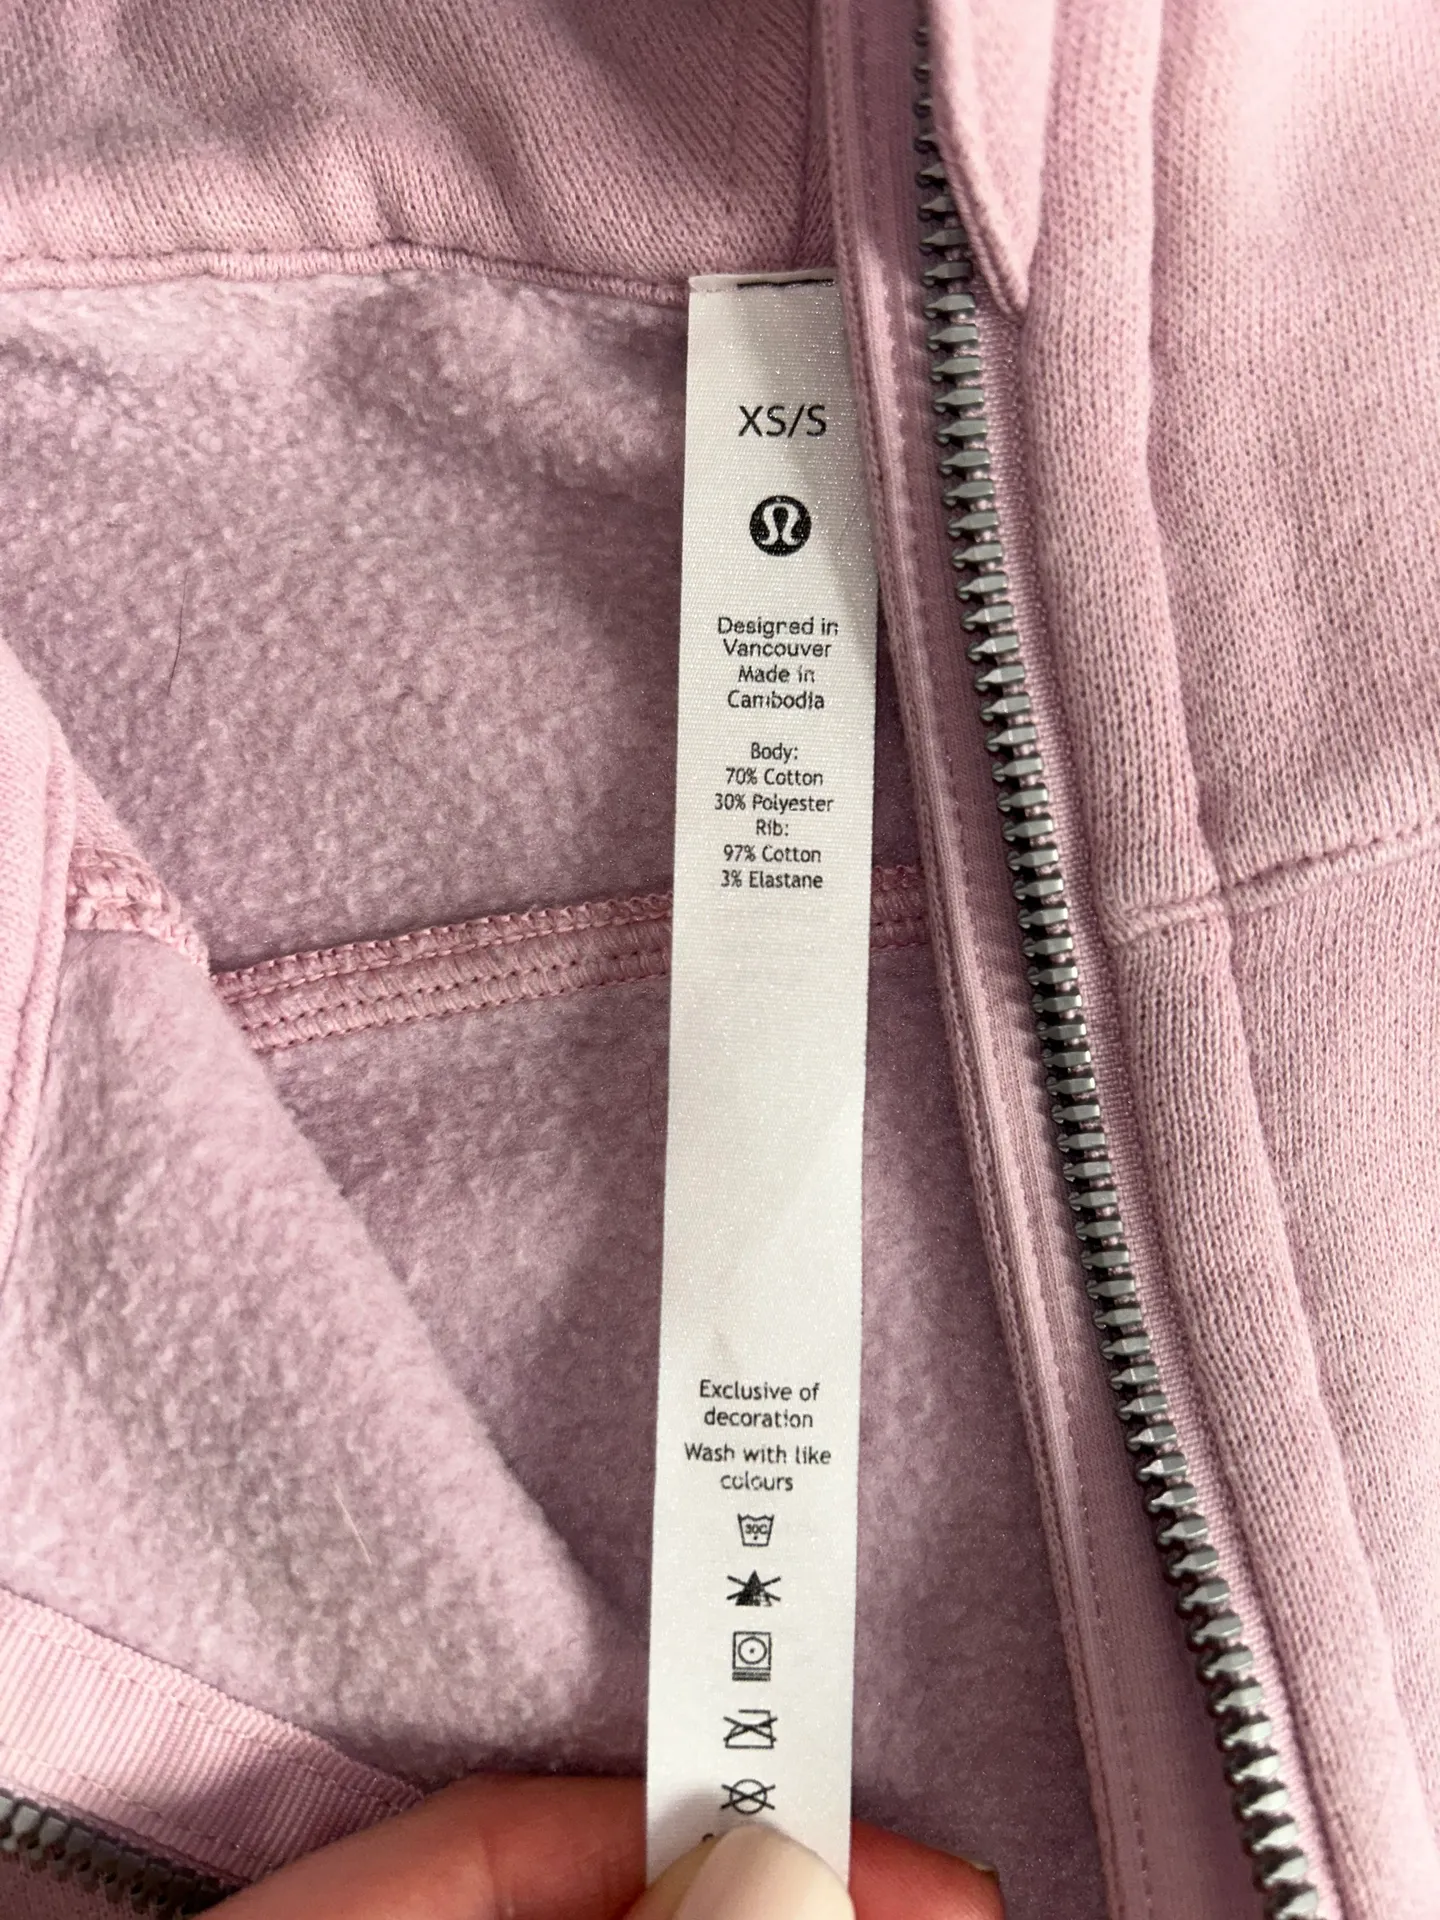 XS/S
Designed in
Vancouver
Made in
Cambodia
Body:
70% Cotton
30% Polyester
Rib:
97% Cotton
3% Elastane
Exclusive of
decoration
Wash with like
colours
30C